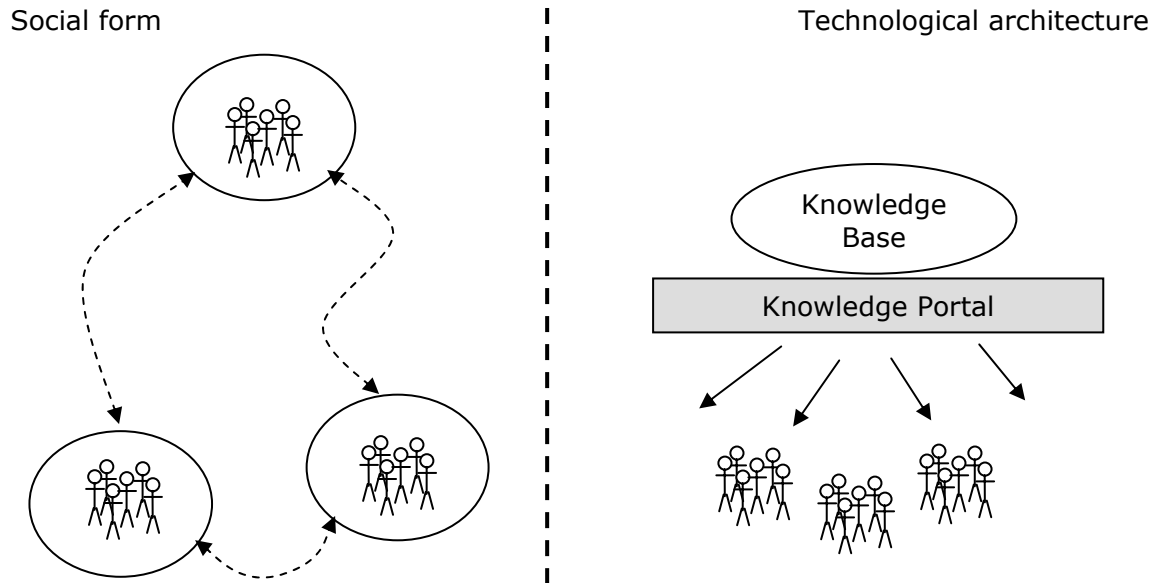 Social form
Technological architecture
Knowledge
Base
Knowledge Portal